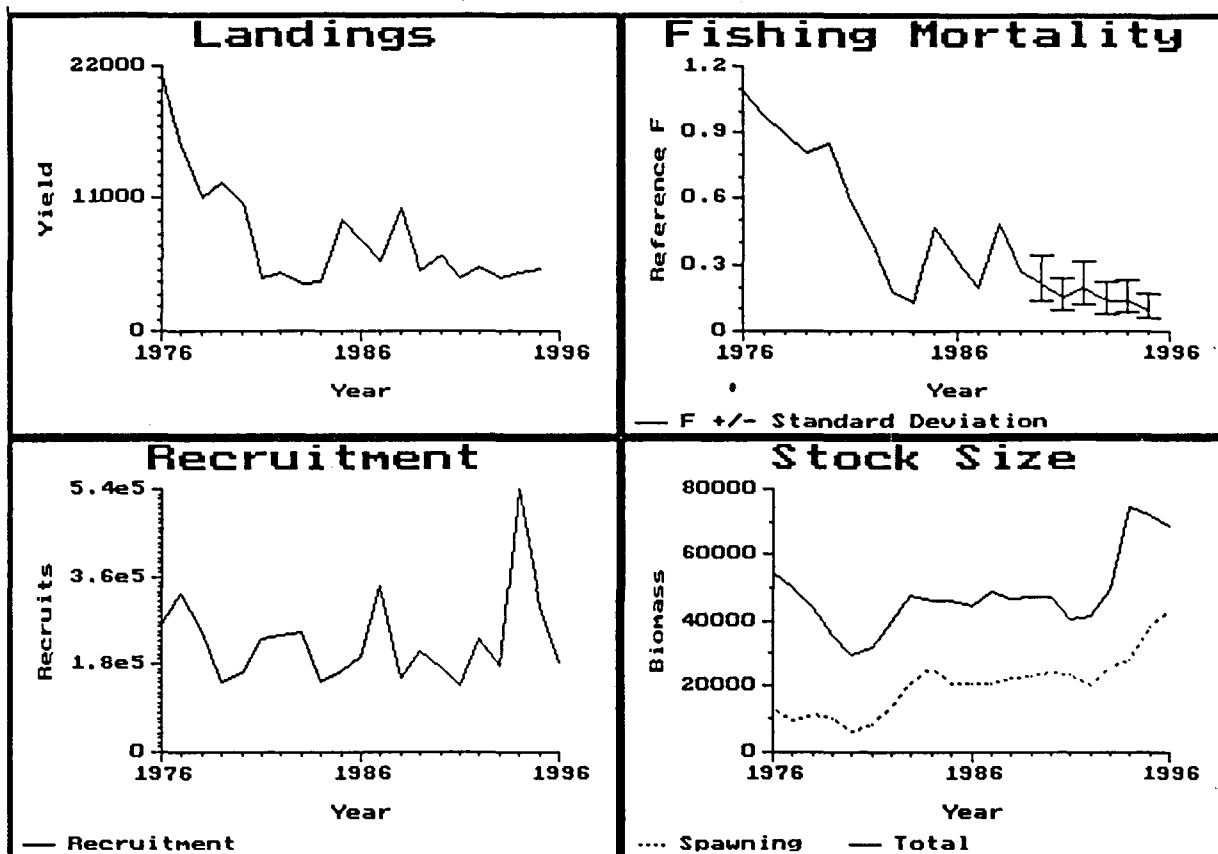 Landings
22000
11000
0
Yield
1976 1986 1996
Year
Fishing Mortality
1.2
0.9
0.6
0.3
0
Reference F
1976 1986 1996
Year
— F +/- Standard Deviation
Recruitment
5.4e5
3.6e5
1.8e5
0
Recruits
1976 1986 1996
Year
— Recruitment
Stock Size
80000
60000
40000
20000
0
Biomass
1976 1986 1996
Year
···· Spawning — Total